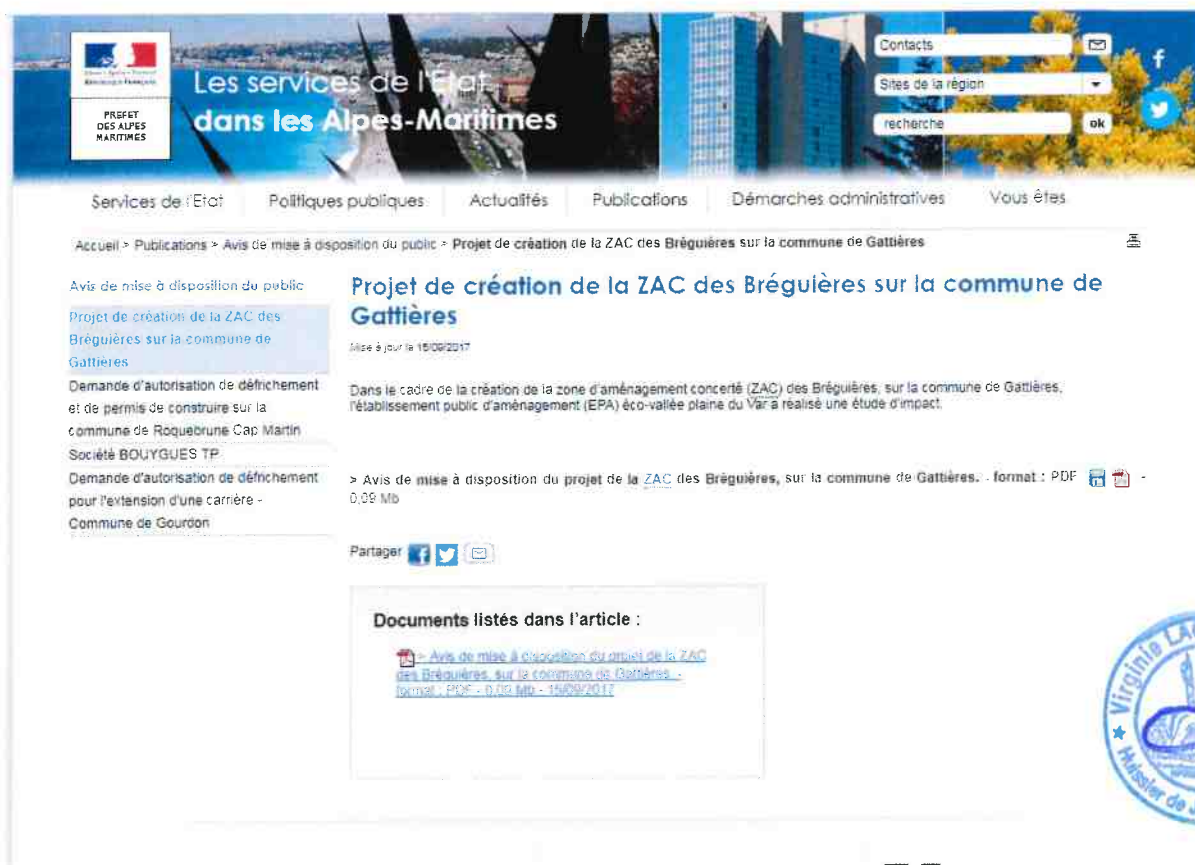 PREFET
DES ALPES
MARITIMES
Les services de l'État
dans les Alpes-Maritimes
Contacts
Sites de la région
recherche
ok
Services de l'Etat
Politiques publiques
Actualités
Publications
Démarches administratives
Vous êtes
Accueil > Publications > Avis de mise à disposition du public > Projet de création de la ZAC des Bréguières sur la commune de Gattières
Avis de mise à disposition du public
Projet de création de la ZAC des
Bréguières sur la commune de
Gattières
Demande d'autorisation de défrichement
et de permis de construire sur la
commune de Roquebrune Cap Martin
Société BOUYGUES TP
Demande d'autorisation de défrichement
pour l'extension d'une carrière -
Commune de Gourdon
Projet de création de la ZAC des Bréguières sur la commune de
Gattières
Mise à jour le 15/09/2017
Dans le cadre de la création de la zone d'aménagement concerté (ZAC) des Bréguières, sur la commune de Gattières,
l'établissement public d'aménagement (EPA) éco-vallée plaine du Var a réalisé une étude d'impact.
> Avis de mise à disposition du projet de la ZAC des Bréguières, sur la commune de Gattières. - format : PDF -
0,09 Mb
Partager
Documents listés dans l'article :
> Avis de mise à disposition du projet de la ZAC
des Bréguières, sur la commune de Gattières. -
format : PDF - 0,09 Mb - 15/09/2017
Virginie
Huissier de